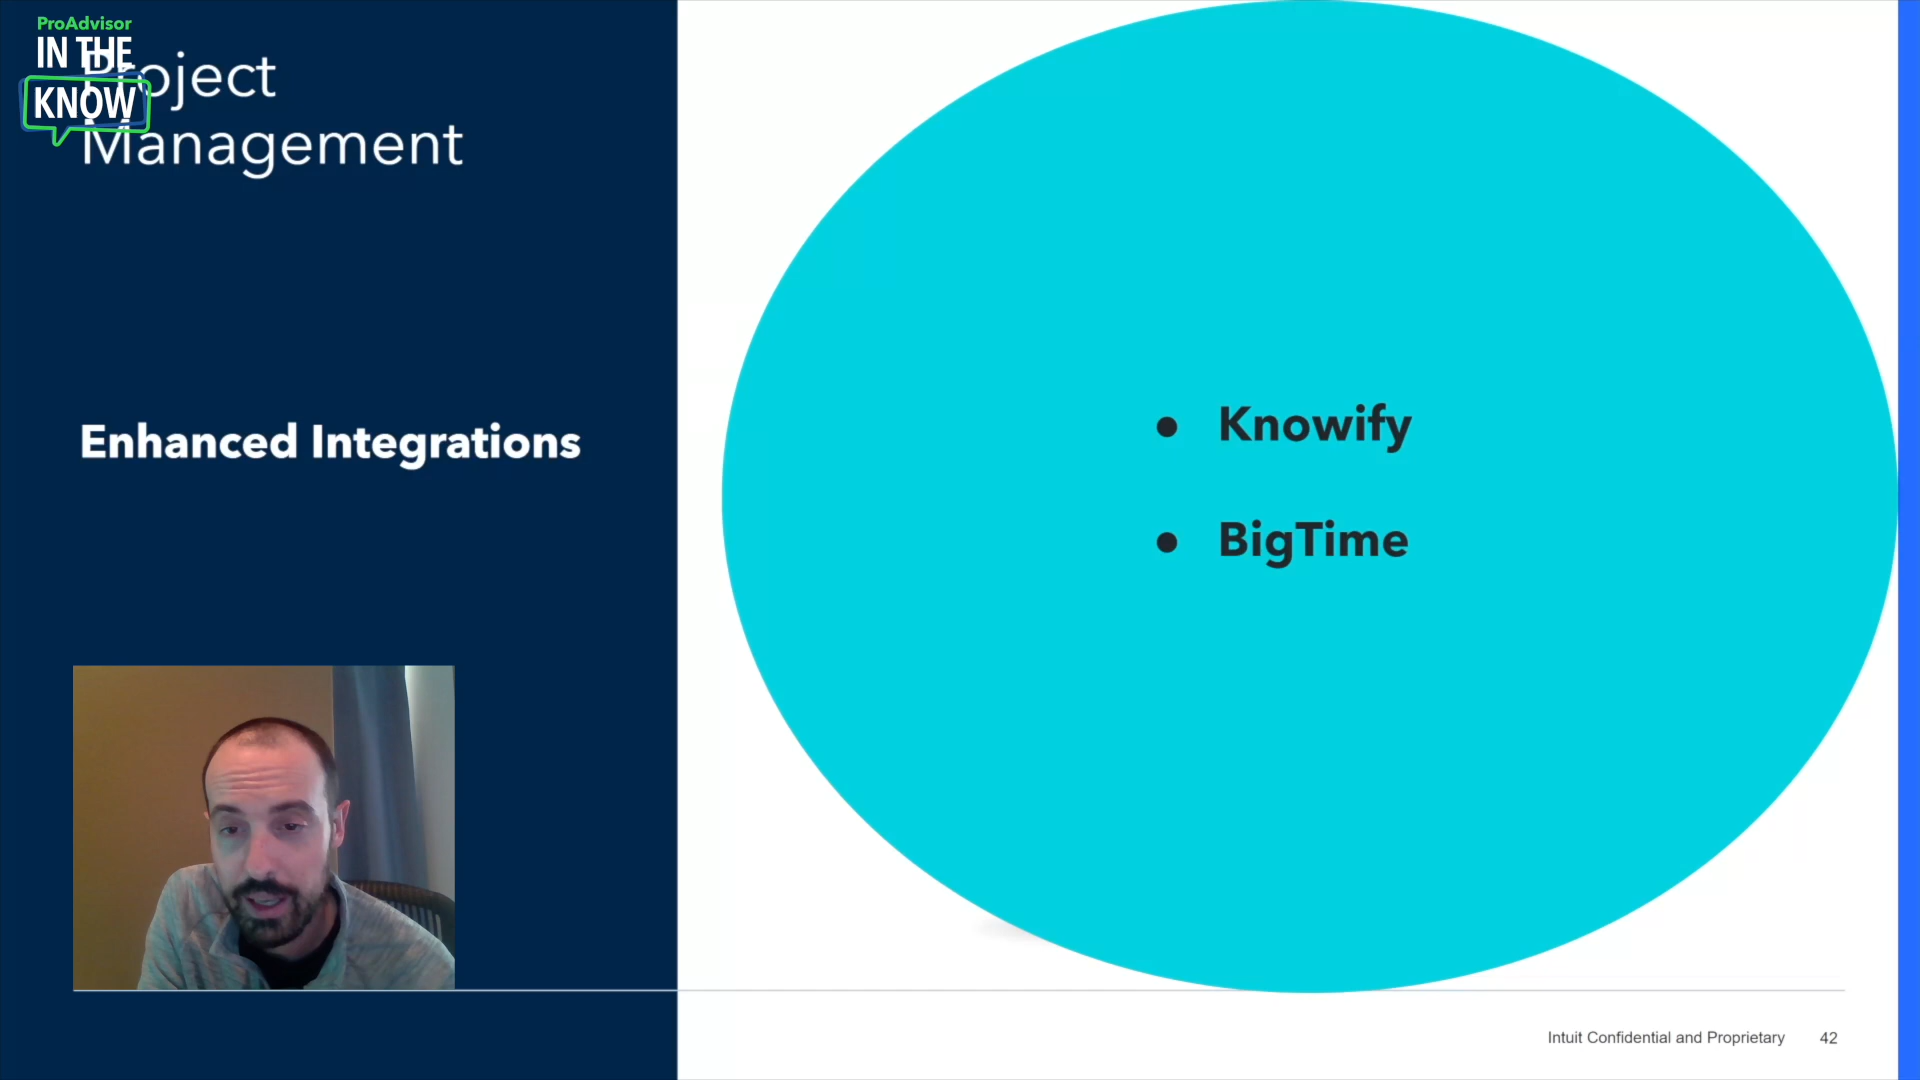 ProAdvisor
IN THE
KNOW
Project
Management
Enhanced Integrations
● Knowify
● BigTime
Intuit Confidential and Proprietary 42